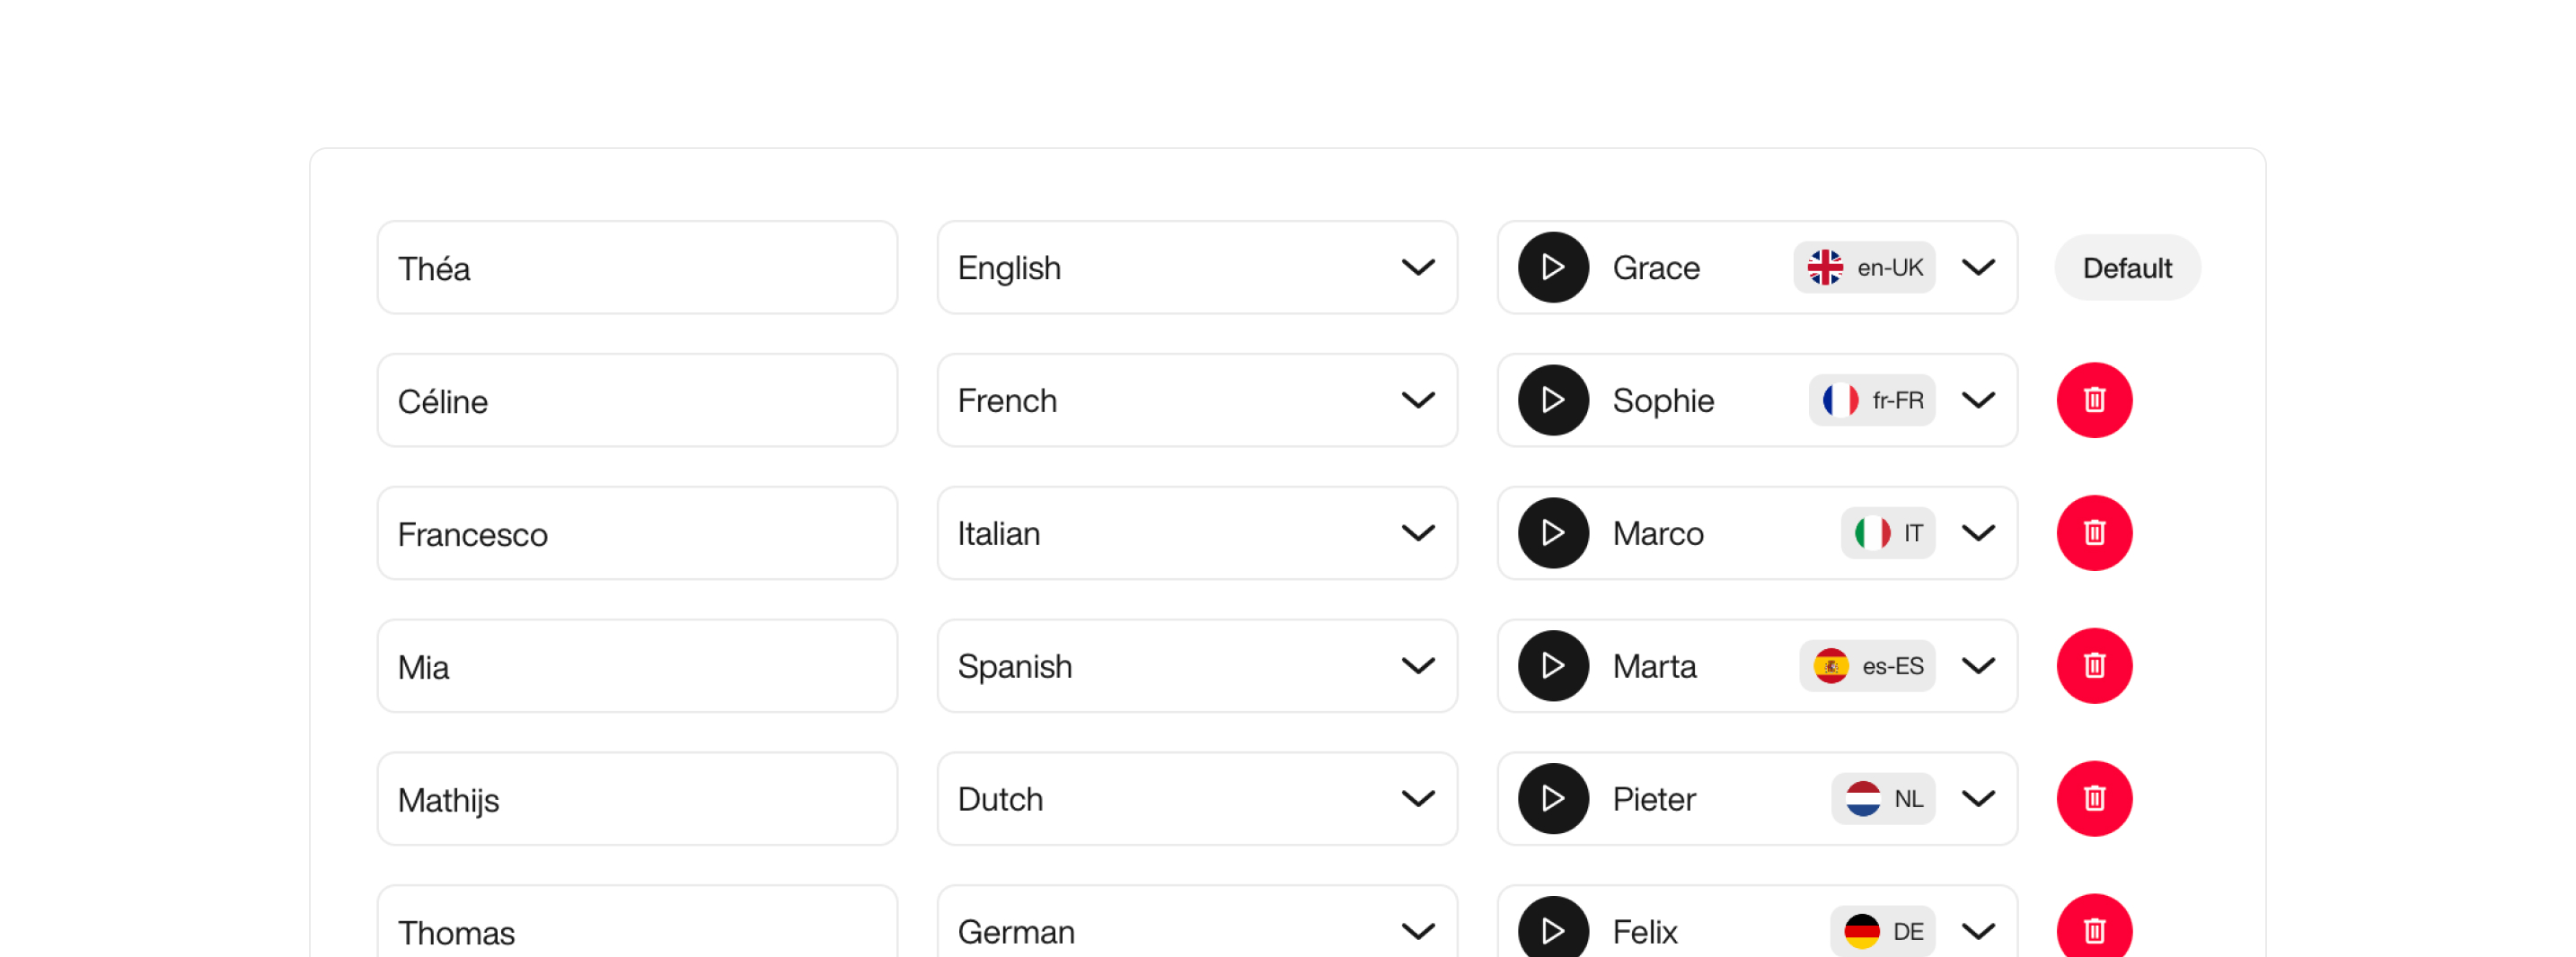 Théa English Grace en-UK Default
Céline French Sophie fr-FR
Francesco Italian Marco IT
Mia Spanish Marta es-ES
Mathijs Dutch Pieter NL
Thomas German Felix DE